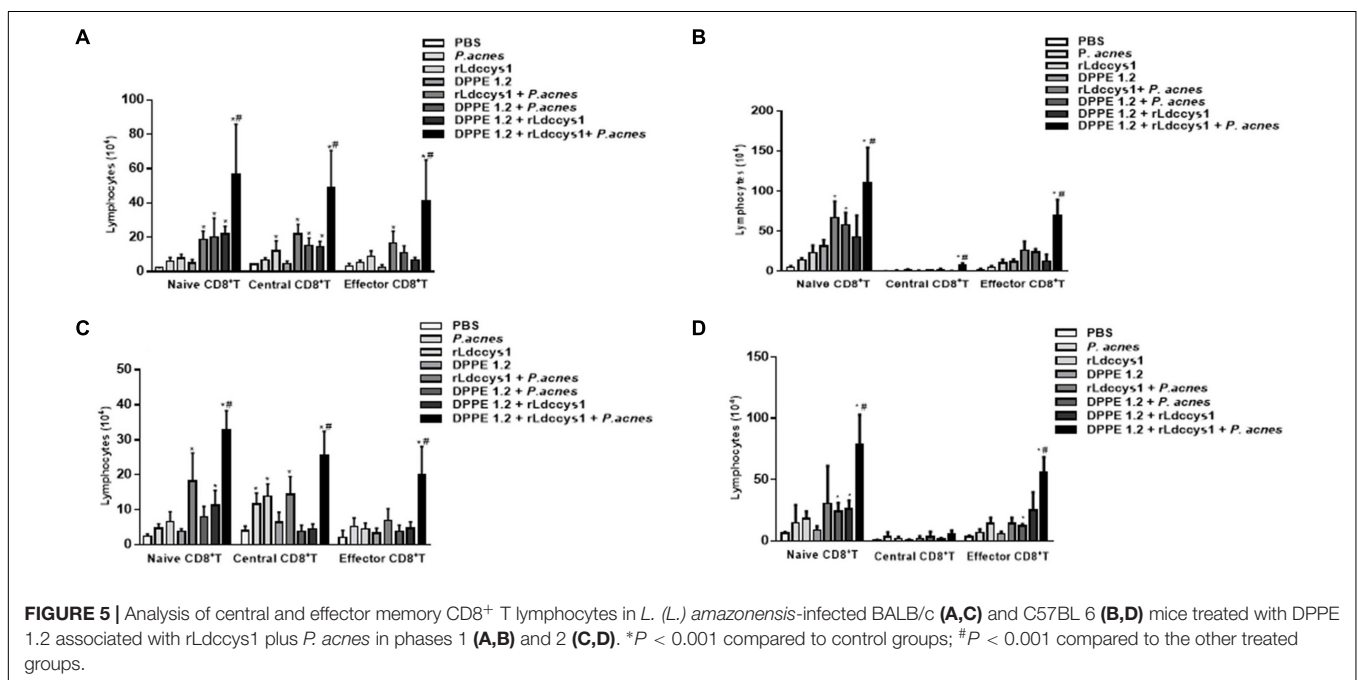 A
PBS
P.acnes
rLdccys1
DPPE 1.2
rLdccys1 + P.acnes
DPPE 1.2 + P.acnes
DPPE 1.2 + rLdccys1
DPPE 1.2 + rLdccys1+ P.acnes
100
80
60
40
20
0
Lymphocytes (10⁴)
* * * *#
* * * * *#
* *#
Naive CD8⁺T Central CD8⁺T Effector CD8⁺T
B
PBS
P. acnes
rLdccys1
DPPE 1.2
rLdccys1+ P. acnes
DPPE 1.2 + P. acnes
DPPE 1.2 + rLdccys1
DPPE 1.2 + rLdccys1 + P. acnes
200
150
100
50
0
Lymphocytes (10⁴)
* * *#
*#
*#
Naive CD8⁺T Central CD8⁺T Effector CD8⁺T
C
PBS
P.acnes
rLdccys1
DPPE 1.2
rLdccys1 + P.acnes
DPPE 1.2 + P.acnes
DPPE 1.2 + rLdccys1
DPPE 1.2 + rLdccys1 + P.acnes
50
40
30
20
10
0
Lymphocytes (10⁴)
* * *#
* * * *#
*#
Naive CD8⁺T Central CD8⁺T Effector CD8⁺T
D
PBS
P. acnes
rLdccys1
DPPE 1.2
rLdccys1 + P. acnes
DPPE 1.2 + P. acnes
DPPE 1.2 + rLdccys1
DPPE 1.2 + rLdccys1 + P. acnes
150
100
50
0
Lymphocytes (10⁴)
* * *#
* *#
Naive CD8⁺T Central CD8⁺T Effector CD8⁺T
FIGURE 5 | Analysis of central and effector memory CD8⁺ T lymphocytes in L. (L.) amazonensis-infected BALB/c (A,C) and C57BL 6 (B,D) mice treated with DPPE
1.2 associated with rLdccys1 plus P. acnes in phases 1 (A,B) and 2 (C,D). *P < 0.001 compared to control groups; #P < 0.001 compared to the other treated
groups.